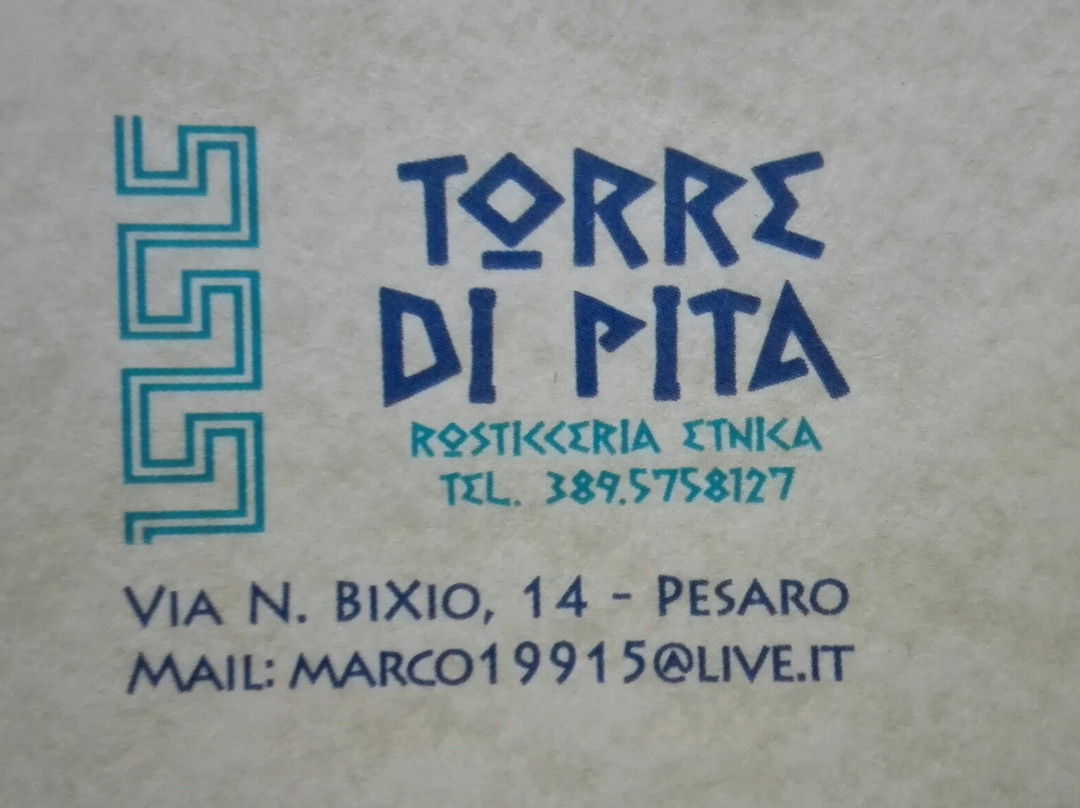 TORRE
DI PITA
ROSTICCERIA ETNICA
TEL. 389.5758127
VIA N. BIXIO, 14 - PESARO
MAIL: MARCO19915@LIVE.IT